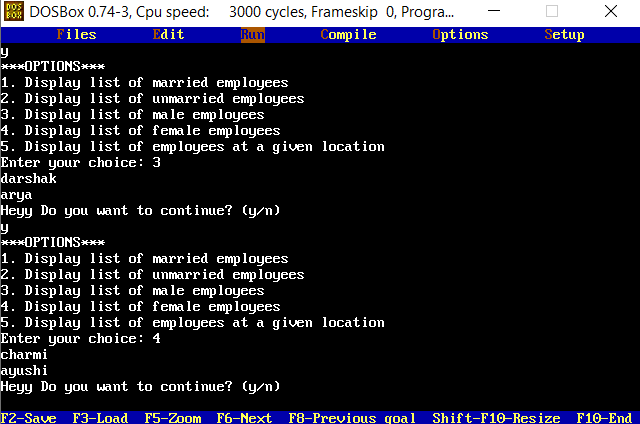 DOS
BOX
DOSBox 0.74-3, Cpu speed: 3000 cycles, Frameskip 0, Progra...
Files Edit Run Compile Options Setup
y
***OPTIONS***
1. Display list of married employees
2. Display list of unmarried employees
3. Display list of male employees
4. Display list of female employees
5. Display list of employees at a given location
Enter your choice: 3
darshak
arya
Heyy Do you want to continue? (y/n)
y
***OPTIONS***
1. Display list of married employees
2. Display list of unmarried employees
3. Display list of male employees
4. Display list of female employees
5. Display list of employees at a given location
Enter your choice: 4
charmi
ayushi
Heyy Do you want to continue? (y/n)
F2-Save F3-Load F5-Zoom F6-Next F8-Previous goal Shift-F10-Resize F10-End